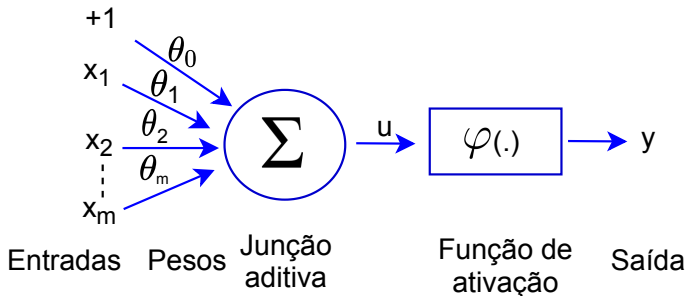 +1
θ0
x1
θ1
x2
θ2
θm
xm
Σ
u
φ(.)
y
Entradas
Pesos
Junção
aditiva
Função de
ativação
Saída